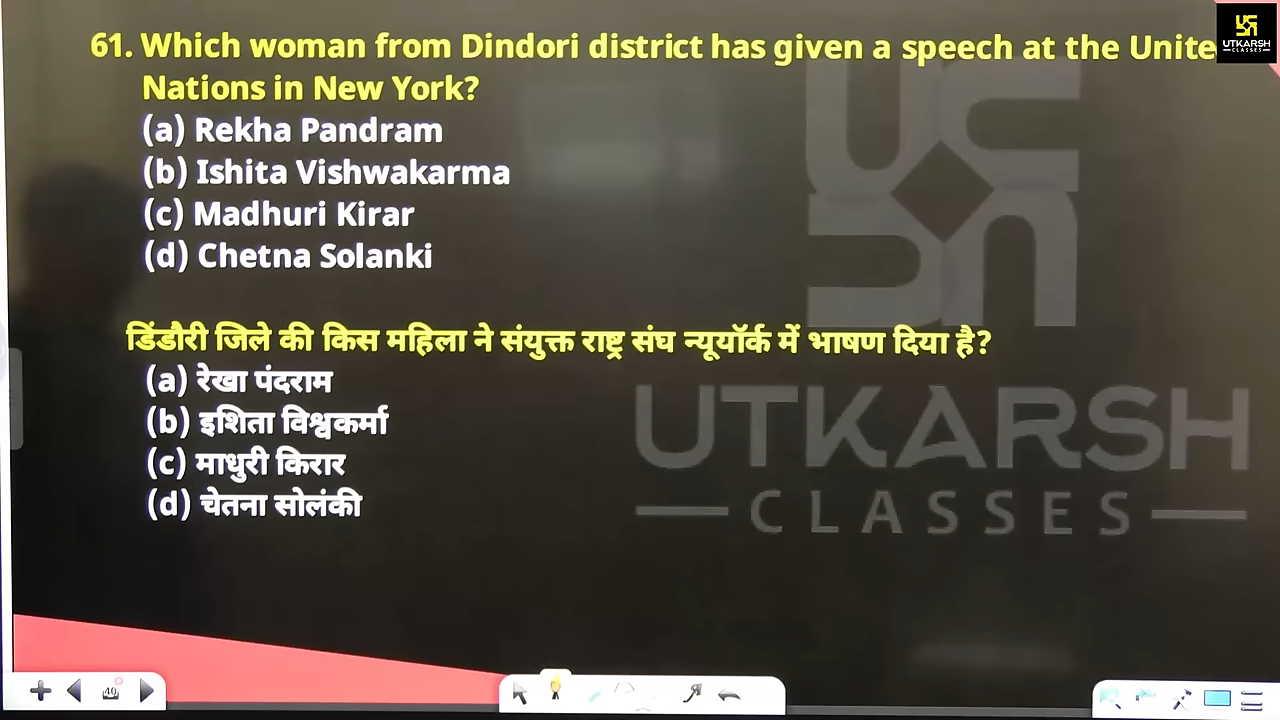 UTKARSH
CLASSES
61. Which woman from Dindori district has given a speech at the Unite
Nations in New York?
(a) Rekha Pandram
(b) Ishita Vishwakarma
(c) Madhuri Kirar
(d) Chetna Solanki
डिंडौरी जिले की किस महिला ने संयुक्त राष्ट्र संघ न्यूयॉर्क में भाषण दिया है?
(a) रेखा पंदराम
(b) इशिता विश्वकर्मा
(c) माधुरी किरार
(d) चेतना सोलंकी
UTKARSH
CLASSES
40